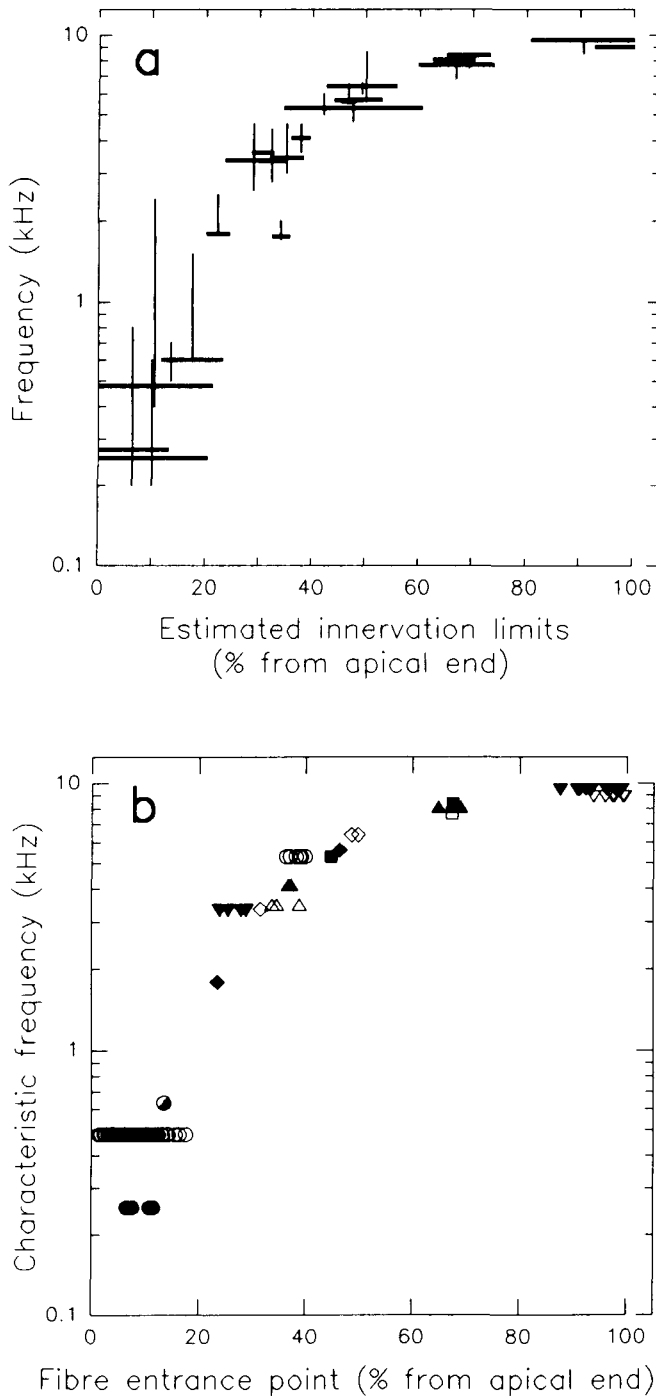 a
10
1
0.1
Frequency (kHz)
0
20
40
60
80
100
Estimated innervation limits
(% from apical end)
b
10
1
0.1
Characteristic frequency (kHz)
0
20
40
60
80
100
Fibre entrance point (% from apical end)